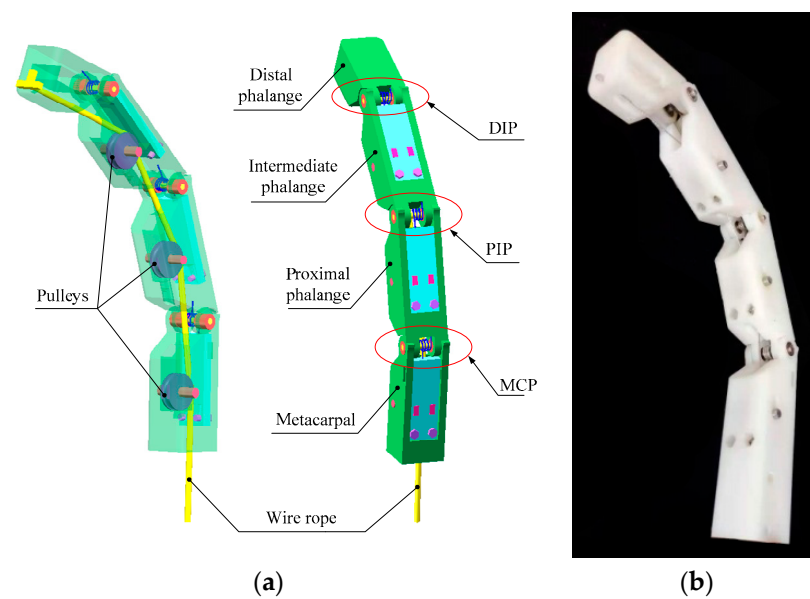 Distal
phalange
DIP
Intermediate
phalange
PIP
Proximal
phalange
Pulleys
MCP
Metacarpal
Wire rope
(a)
(b)